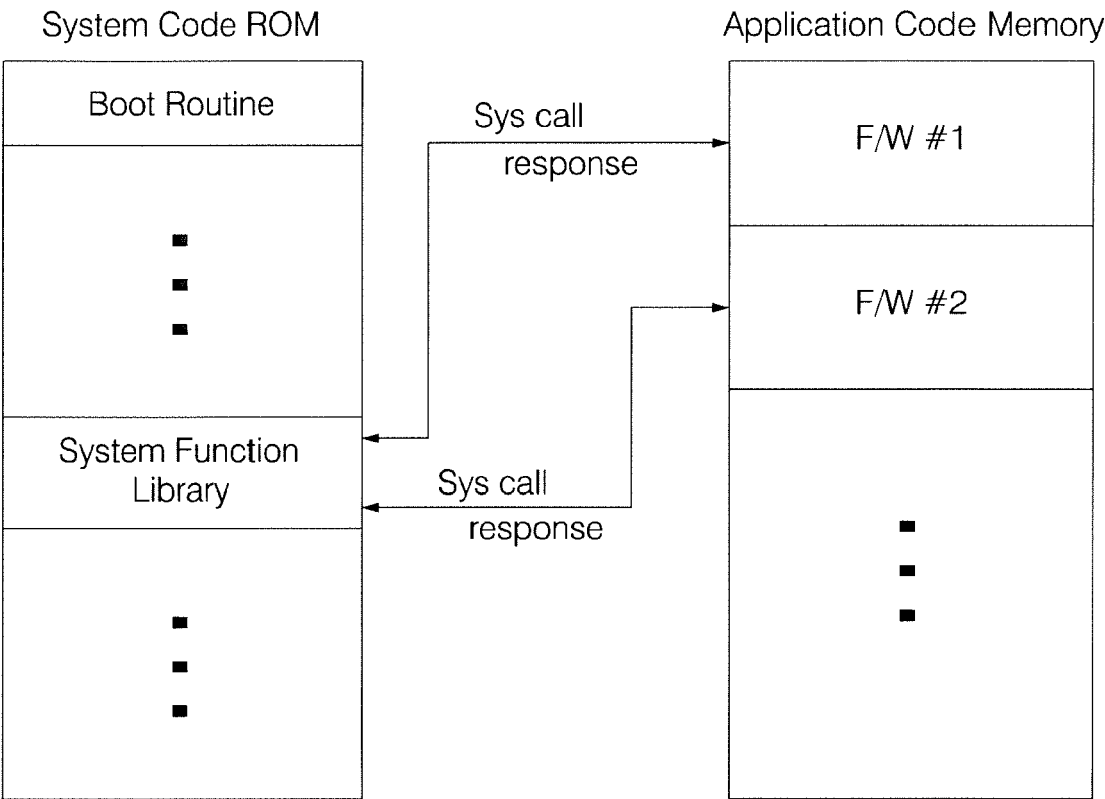 System Code ROM
Application Code Memory
Boot Routine
Sys call
response
F/W #1
F/W #2
System Function
Library
Sys call
response